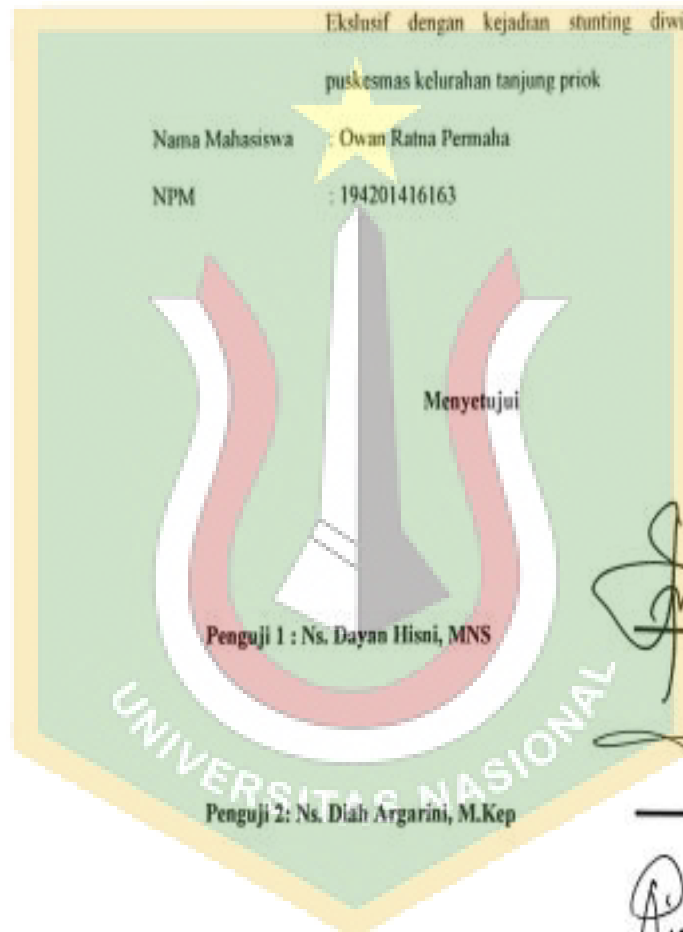 Ekslusif dengan kejadian stunting diwi
puskesmas kelurahan tanjung priok
Nama Mahasiswa : Owan Ratna Permaha
NPM : 194201416163
Menyetujui
Penguji 1 : Ns. Dayan Hisni, MNS
UNIVERSITAS NASIONAL
Penguji 2: Ns. Diah Argarini, M.Kep